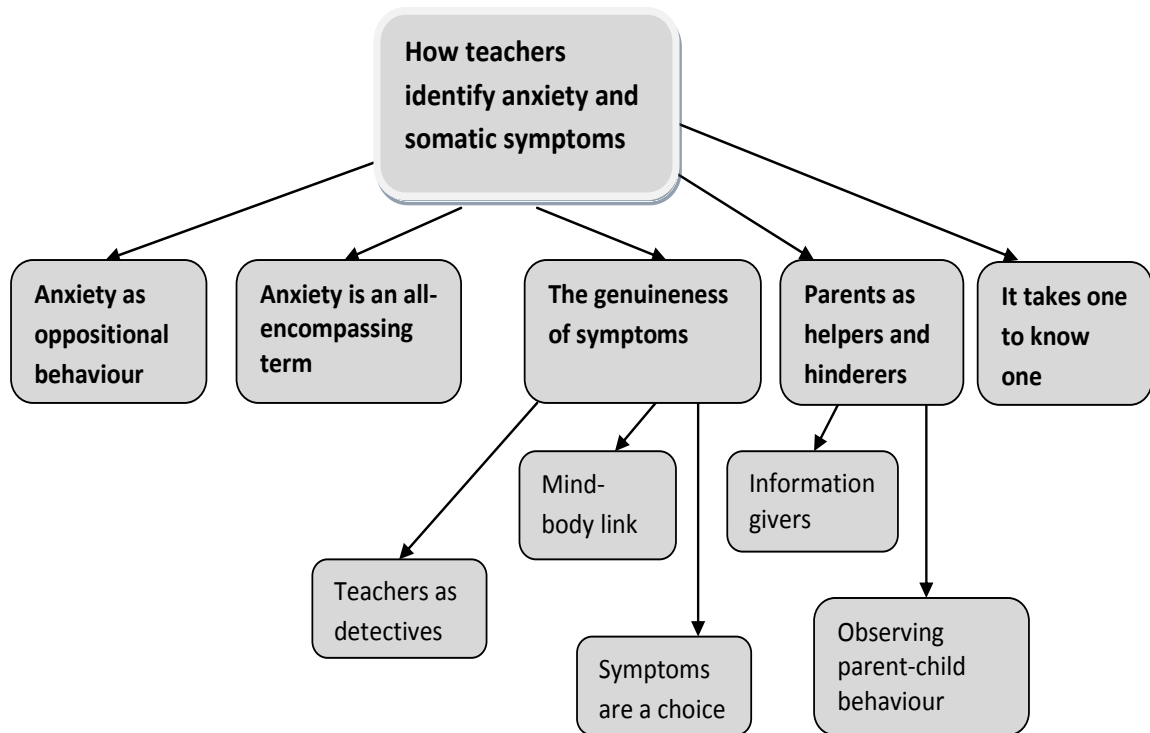 How teachers
identify anxiety and
somatic symptoms
Anxiety as
oppositional
behaviour
Anxiety is an all-
encompassing
term
The genuineness
of symptoms
Parents as
helpers and
hinderers
It takes one
to know
one
Mind-
body link
Information
givers
Teachers as
detectives
Symptoms
are a choice
Observing
parent-child
behaviour